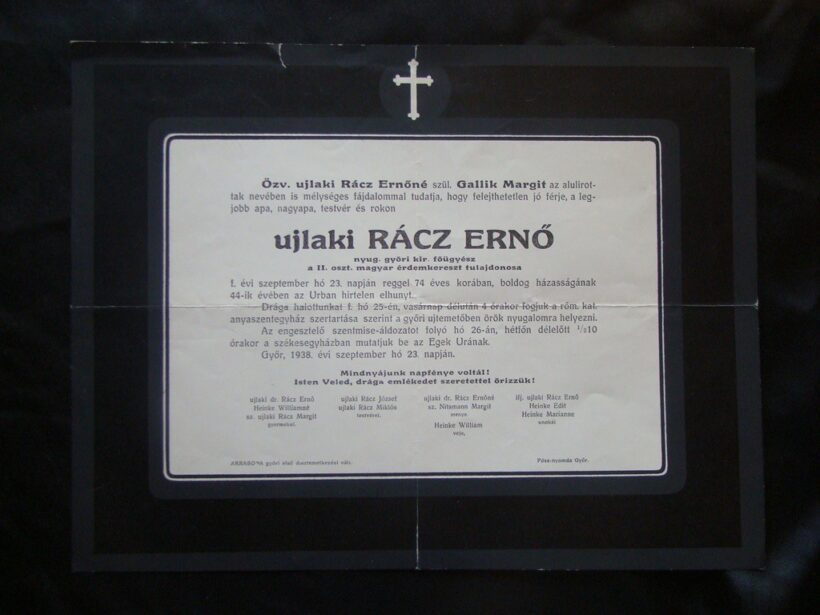 Özv. ujlaki Rácz Ernőné szül. Gallik Margit az alulirot-
tak nevében is mélységes fájdalommal tudatja, hogy felejthetetlen jó férje, a leg-
jobb apa, nagyapa, testvér és rokon
ujlaki RÁCZ ERNŐ
nyug. győri kir. főügyész
a II. oszt. magyar érdemkereszt tulajdonosa
f. évi szeptember hó 23. napján reggel 74 éves korában, boldog házasságának
44-ik évében az Urban hirtelen elhunyt.
Drága halottunkat f. hó 25-én, vasárnap délután 4 órakor fogjuk a róm. kat.
anyaszentegyház szertartása szerint a győri ujtemetőben örök nyugalomra helyezni.
Az engesztelő szentmise-áldozatot folyó hó 26-án, hétfőn délelőtt 1/210
órakor a székesegyházban mutatjuk be az Egek Urának.
Győr, 1938. évi szeptember hó 23. napján.
Mindnyájunk napfénye voltál!
Isten Veled, drága emlékedet szeretettel őrizzük!
ujlaki dr. Rácz Ernő
Heinke Williamné
sz. ujlaki Rácz Margit
gyermekei.
ujlaki Rácz József
ujlaki Rácz Miklós
testvérei.
ujlaki dr. Rácz Ernőné
sz. Nitsmann Margit
menye.
Heinke William
veje.
ifj. ujlaki Rácz Ernő
Heinke Edit
Heinke Marianne
unokái
győri első dísztemetkezési váll.
Póse-nyomda Győr.